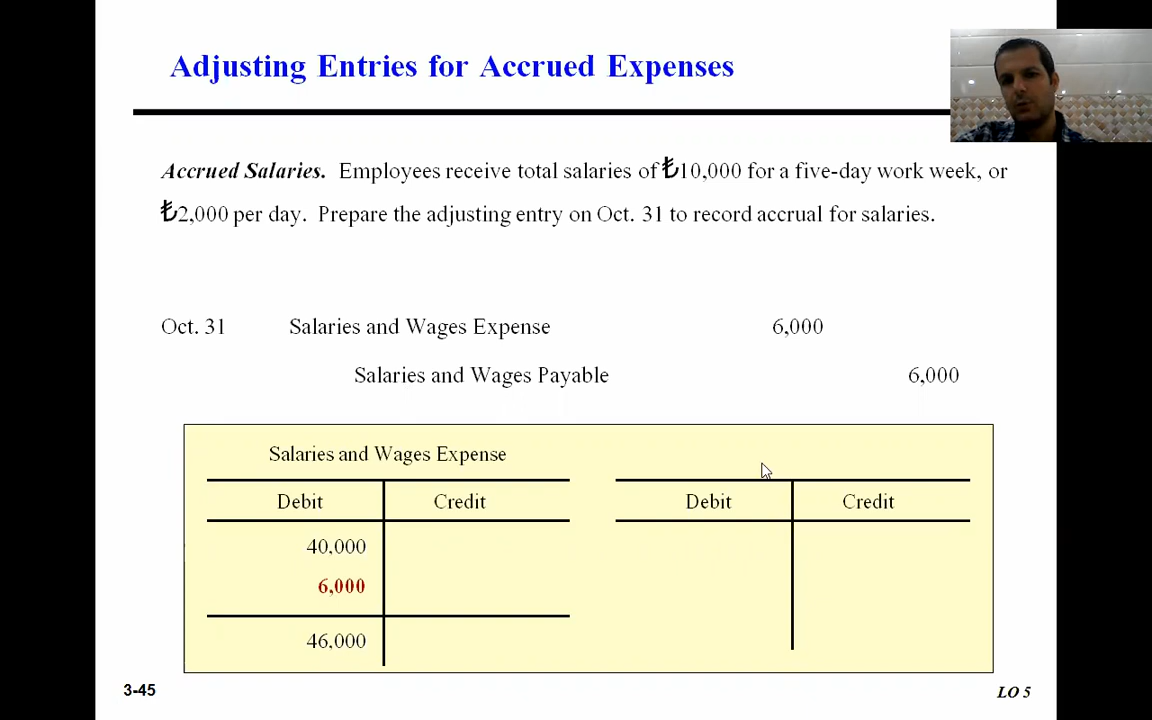 Adjusting Entries for Accrued Expenses
Accrued Salaries. Employees receive total salaries of ₺10,000 for a five-day work week, or
₺2,000 per day. Prepare the adjusting entry on Oct. 31 to record accrual for salaries.
Oct. 31 Salaries and Wages Expense 6,000
Salaries and Wages Payable 6,000
Salaries and Wages Expense
Debit Credit Debit Credit
40,000
6,000
46,000
3-45 LO 5